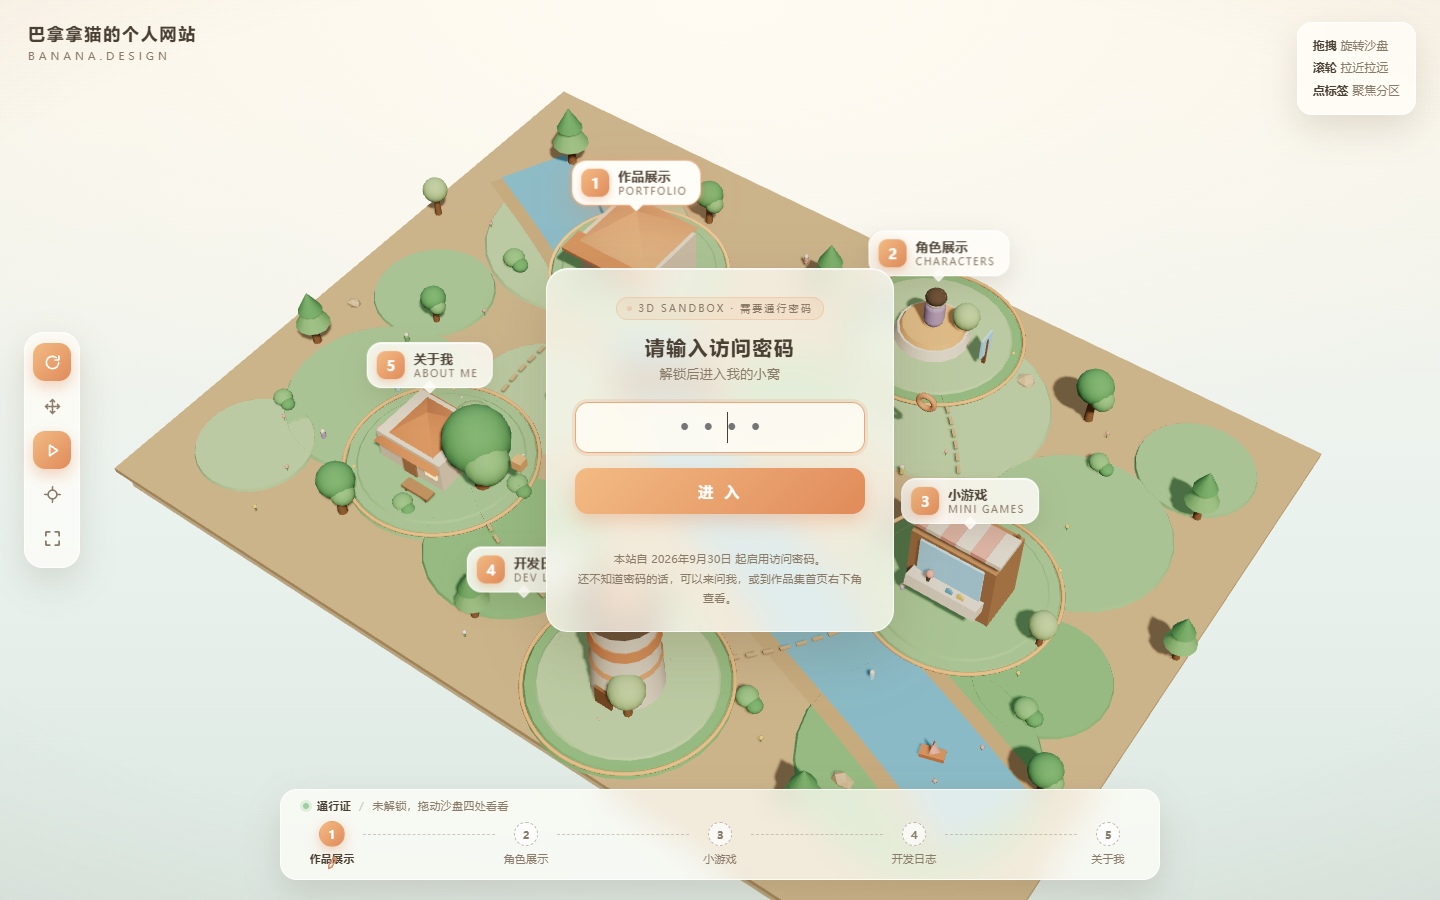 巴拿拿猫的个人网站
BANANA.DESIGN
拖拽 旋转沙盘
滚轮 拉近拉远
点标签 聚焦分区
1 作品展示
PORTFOLIO
2 角色展示
CHARACTERS
5 关于我
ABOUT ME
3 小游戏
MINI GAMES
4 开发日
DEV L
3D SANDBOX · 需要通行密码
请输入访问密码
解锁后进入我的小窝
进 入
本站自 2026年9月30日 起启用访问密码。
还不知道密码的话，可以来问我，或到作品集首页右下角
查看。
通行证 / 未解锁，拖动沙盘四处看看
1 2 3 4 5
作品展示 角色展示 小游戏 开发日志 关于我